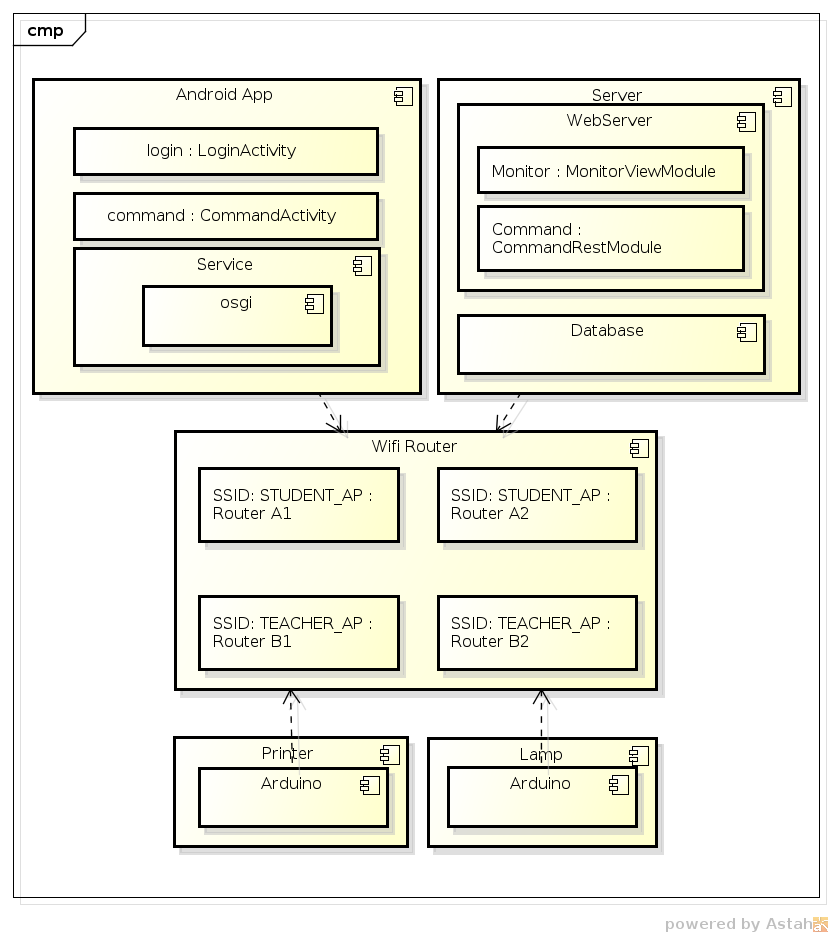 cmp
Android App
login : LoginActivity
command : CommandActivity
Service
osgi
Server
WebServer
Monitor : MonitorViewModule
Command :
CommandRestModule
Database
Wifi Router
SSID: STUDENT_AP :
Router A1
SSID: STUDENT_AP :
Router A2
SSID: TEACHER_AP :
Router B1
SSID: TEACHER_AP :
Router B2
Printer
Arduino
Lamp
Arduino
powered by Astah